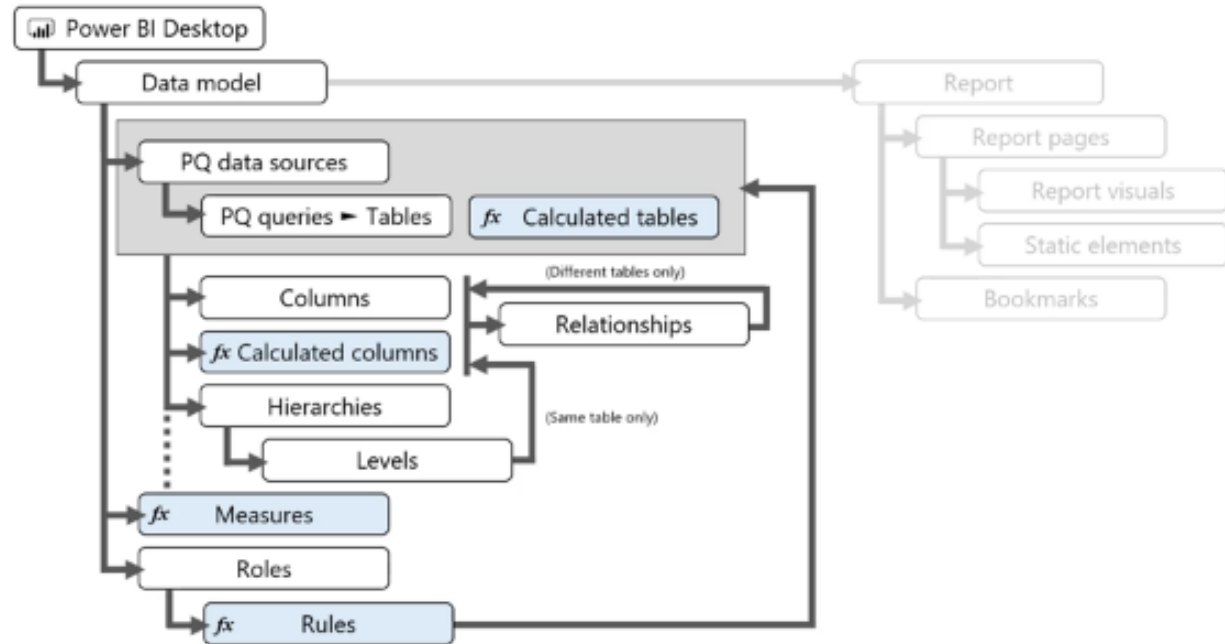 Power BI Desktop
Data model
Report
PQ data sources
Report pages
PQ queries ► Tables
fx Calculated tables
Report visuals
Static elements
(Different tables only)
Columns
Relationships
Bookmarks
fx Calculated columns
Hierarchies
(Same table only)
Levels
fx Measures
Roles
fx Rules